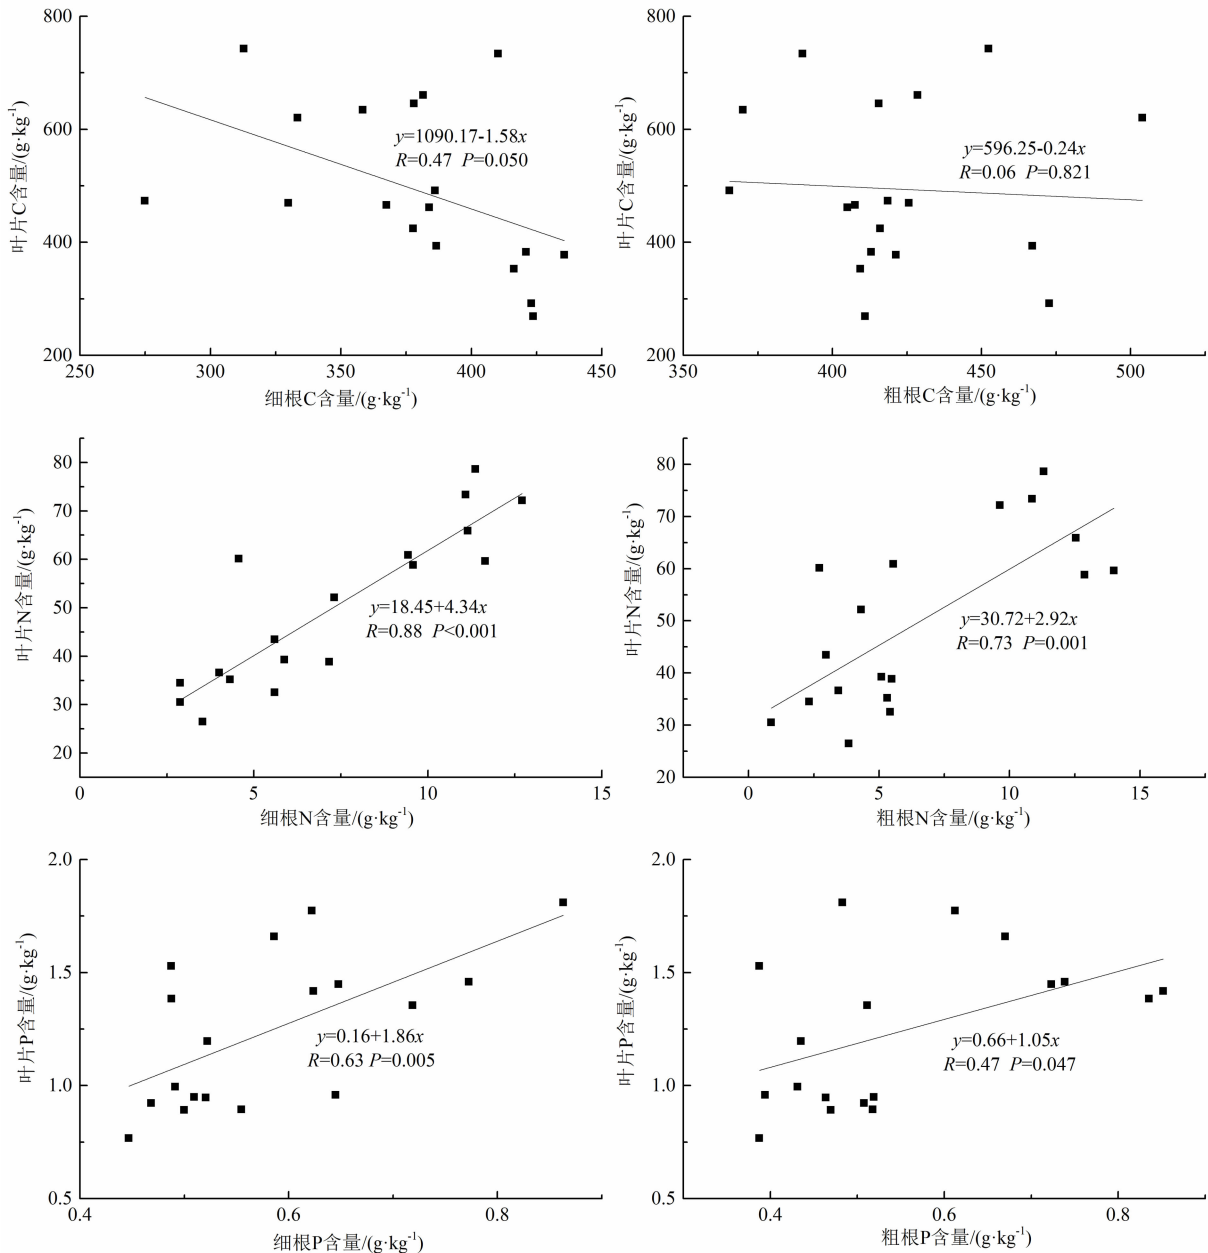 800
600
400
200
叶片C含量/(g·kg⁻¹)
y=1090.17-1.58x
R=0.47 P=0.050
250
300
350
400
450
细根C含量/(g·kg⁻¹)
800
600
400
200
叶片C含量/(g·kg⁻¹)
y=596.25-0.24x
R=0.06 P=0.821
350
400
450
500
粗根C含量/(g·kg⁻¹)
80
70
60
50
40
30
20
叶片N含量/(g·kg⁻¹)
y=18.45+4.34x
R=0.88 P<0.001
0
5
10
15
细根N含量/(g·kg⁻¹)
80
70
60
50
40
30
20
叶片N含量/(g·kg⁻¹)
y=30.72+2.92x
R=0.73 P=0.001
0
5
10
15
粗根N含量/(g·kg⁻¹)
2.0
1.5
1.0
0.5
叶片P含量/(g·kg⁻¹)
y=0.16+1.86x
R=0.63 P=0.005
0.4
0.6
0.8
细根P含量/(g·kg⁻¹)
2.0
1.5
1.0
0.5
叶片P含量/(g·kg⁻¹)
y=0.66+1.05x
R=0.47 P=0.047
0.4
0.6
0.8
粗根P含量/(g·kg⁻¹)